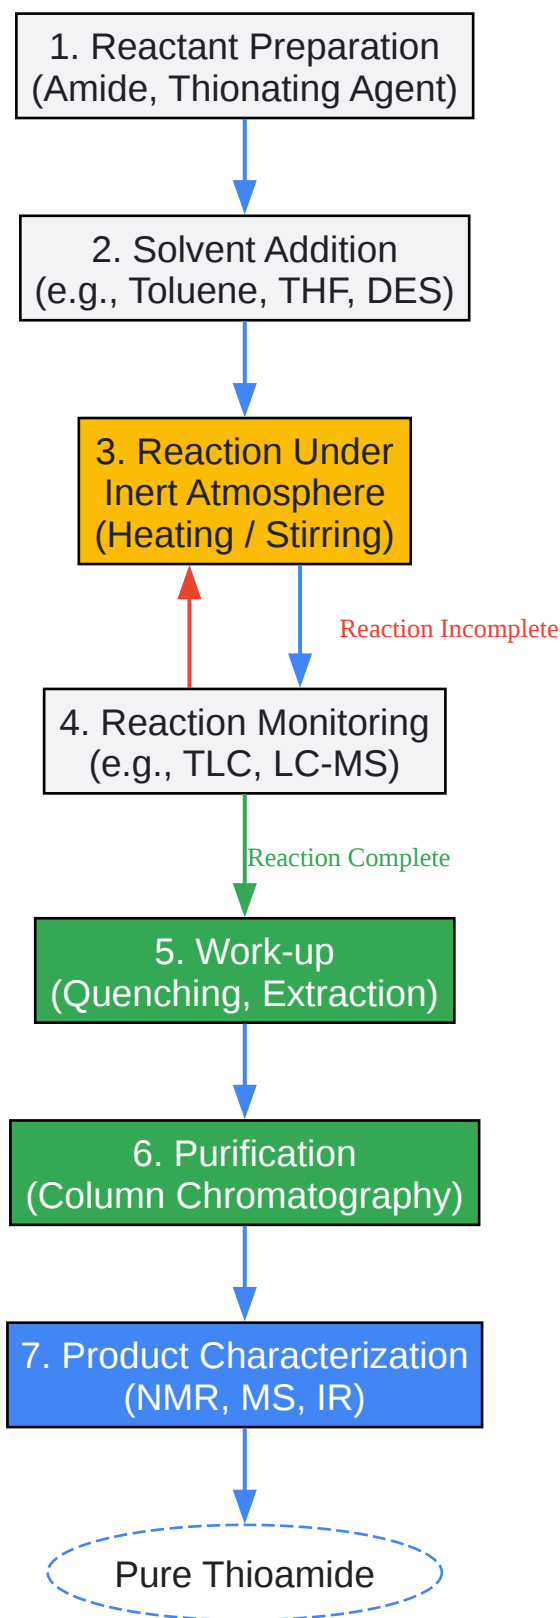 1. Reactant Preparation
(Amide, Thionating Agent)
2. Solvent Addition
(e.g., Toluene, THF, DES)
3. Reaction Under
Inert Atmosphere
(Heating / Stirring)
Reaction Incomplete
4. Reaction Monitoring
(e.g., TLC, LC-MS)
Reaction Complete
5. Work-up
(Quenching, Extraction)
6. Purification
(Column Chromatography)
7. Product Characterization
(NMR, MS, IR)
Pure Thioamide